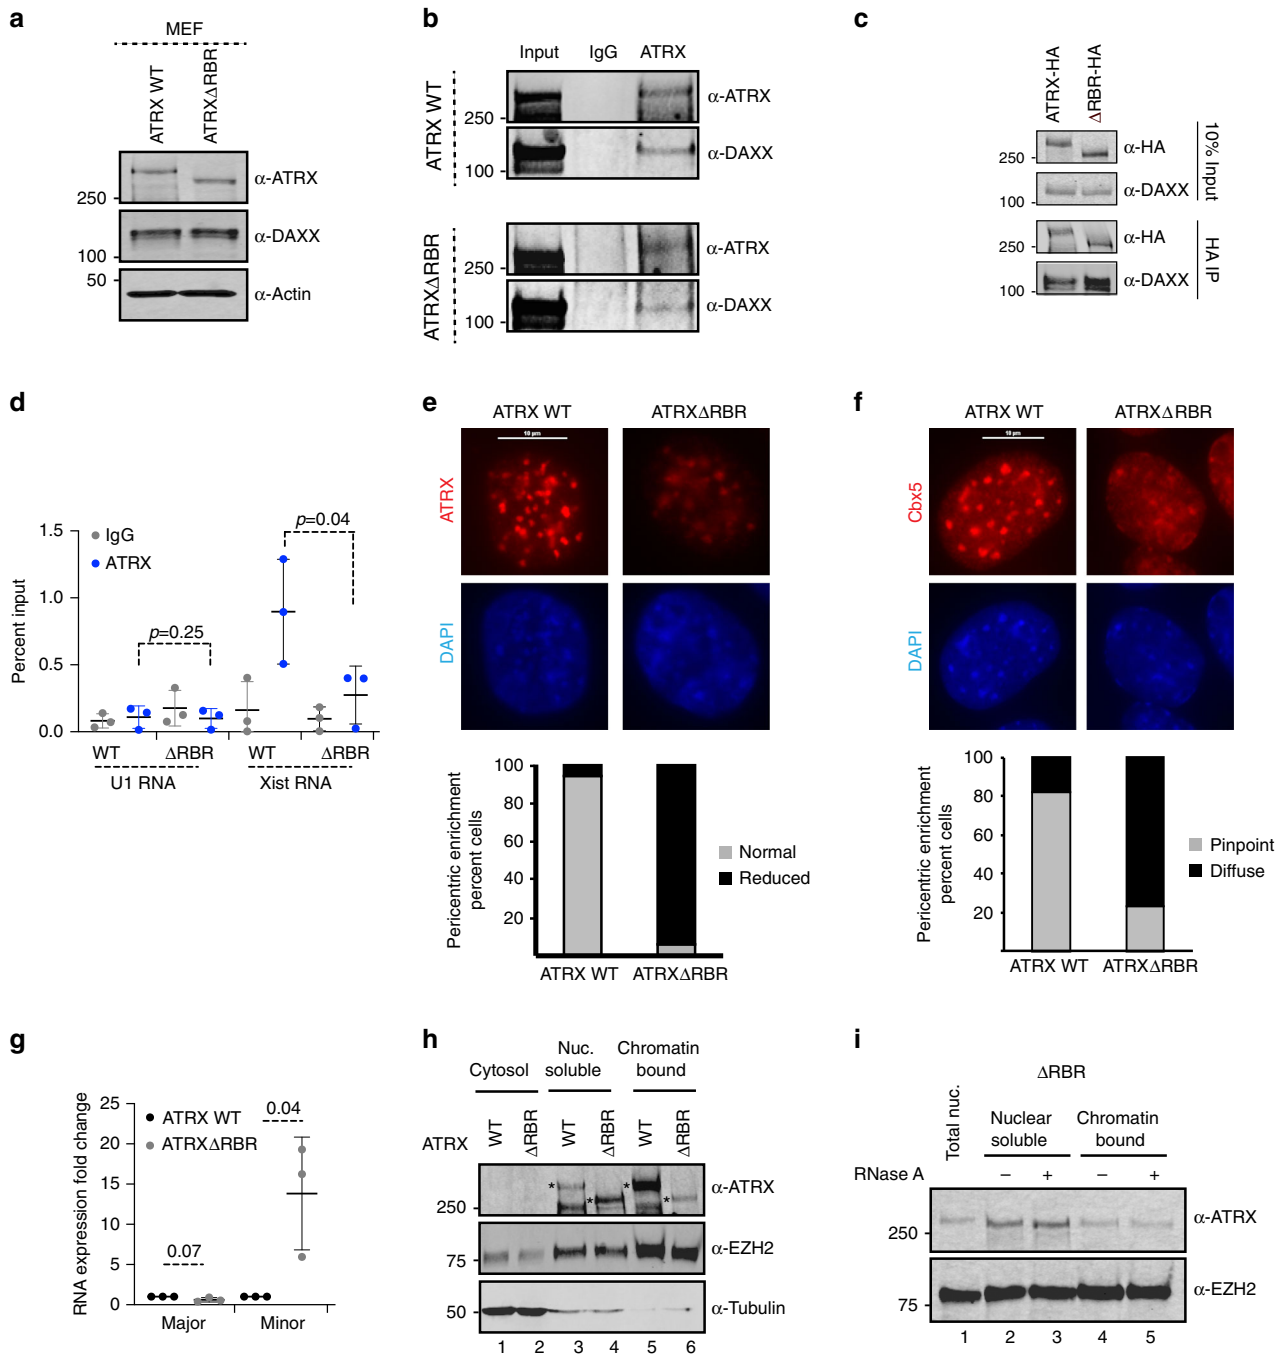 a
MEF
ATRX WT
ATRXΔRBR
α-ATRX
250
α-DAXX
100
50
α-Actin
b
Input IgG ATRX
ATRX WT
α-ATRX
250
α-DAXX
100
ATRXΔRBR
α-ATRX
250
α-DAXX
100
c
ATRX-HA
ΔRBR-HA
10% Input
α-HA
250
α-DAXX
100
HA IP
α-HA
250
α-DAXX
100
d
Percent input
IgG
ATRX
1.5
1.0
0.5
0.0
p=0.04
p=0.25
WT ΔRBR WT ΔRBR
U1 RNA Xist RNA
e
ATRX WT ATRXΔRBR
10 μm
ATRX
DAPI
Pericentric enrichment
percent cells
100
80
60
40
20
Normal
Reduced
ATRX WT ATRXΔRBR
f
ATRX WT ATRXΔRBR
10 μm
Cbx5
DAPI
Pericentric enrichment
percent cells
100
80
60
40
20
Pinpoint
Diffuse
ATRX WT ATRXΔRBR
g
RNA expression fold change
25
20
15
10
5
0
ATRX WT
ATRXΔRBR
0.04
0.07
Major Minor
h
Cytosol
Nuc.
soluble
Chromatin
bound
ATRX WT ΔRBR WT ΔRBR WT ΔRBR
* * * *
α-ATRX
250
α-EZH2
75
α-Tubulin
50
1 2 3 4 5 6
i
ΔRBR
Total nuc.
Nuclear
soluble
Chromatin
bound
RNase A − + − +
α-ATRX
250
α-EZH2
75
1 2 3 4 5